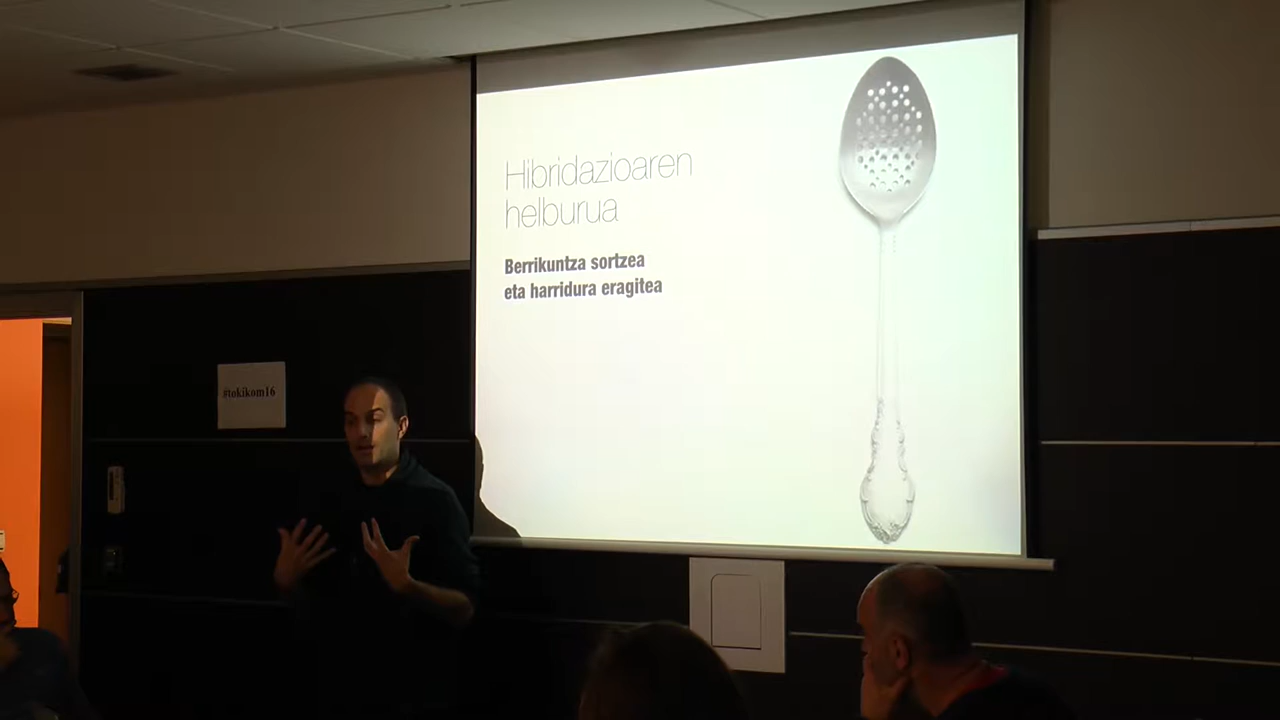 Hibridazioaren
helburua
Berrikuntza sortzea
eta harridura eragitea
#tokikom16